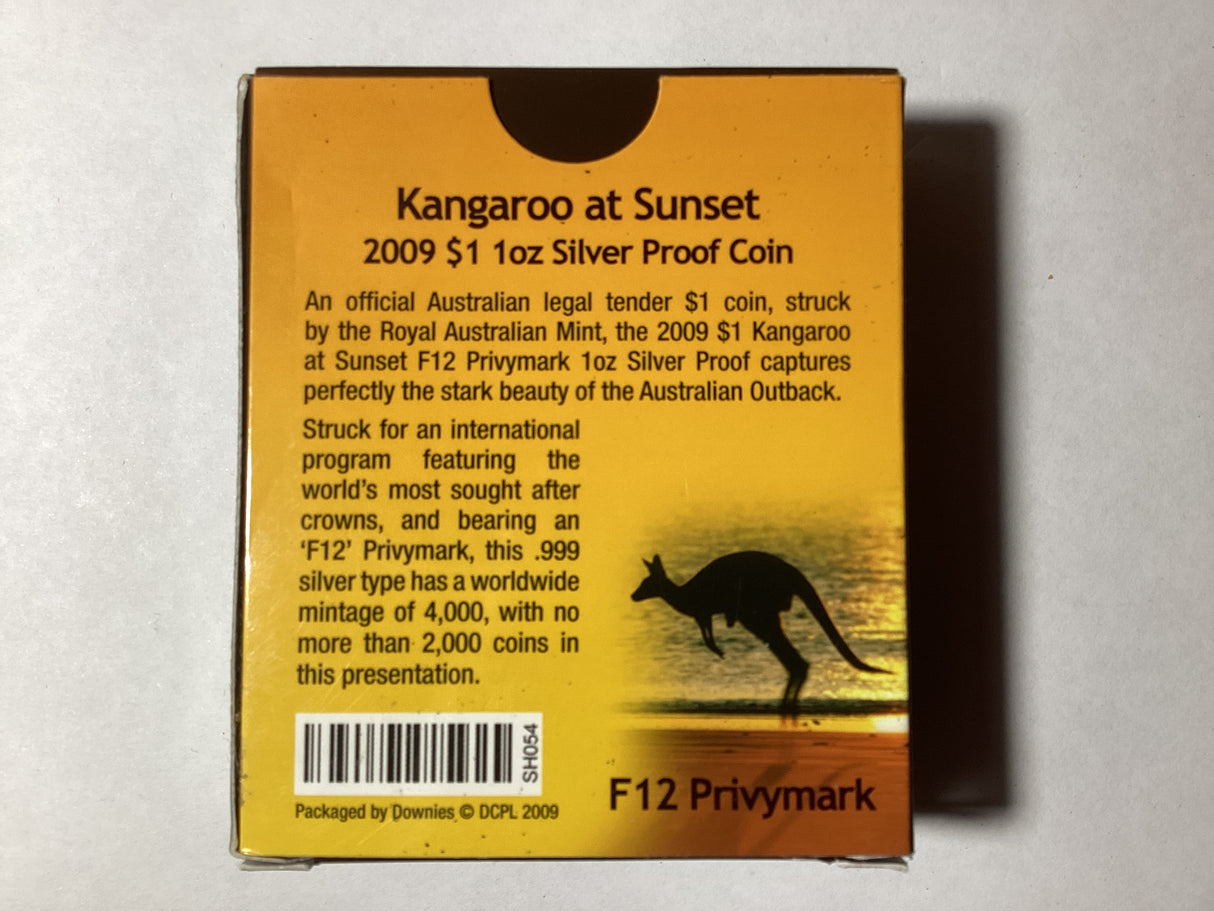 Kangaroo at Sunset
2009 $1 1oz Silver Proof Coin
An official Australian legal tender $1 coin, struck
by the Royal Australian Mint, the 2009 $1 Kangaroo
at Sunset F12 Privymark 1oz Silver Proof captures
perfectly the stark beauty of the Australian Outback.
Struck for an international
program featuring the
world's most sought after
crowns, and bearing an
'F12' Privymark, this .999
silver type has a worldwide
mintage of 4,000, with no
more than 2,000 coins in
this presentation.
SH054
Packaged by Downies © DCPL 2009
F12 Privymark